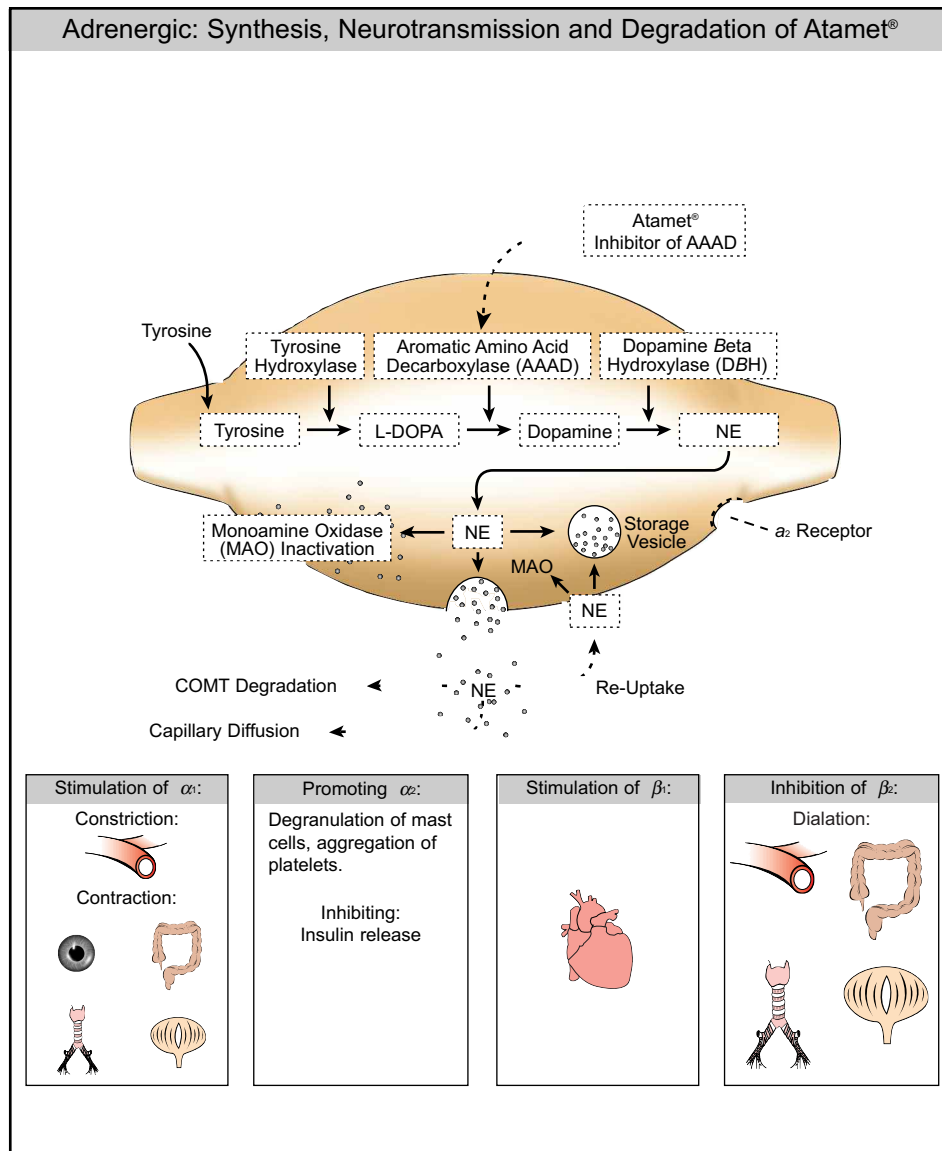 Adrenergic: Synthesis, Neurotransmission and Degradation of Atamet®
Atamet®
Inhibitor of AAAD
Tyrosine
Tyrosine
Hydroxylase
Aromatic Amino Acid
Decarboxylase (AAAD)
Dopamine Beta
Hydroxylase (DBH)
Tyrosine
L-DOPA
Dopamine
NE
Monoamine Oxidase
(MAO) Inactivation
NE
Storage
Vesicle
a₂ Receptor
MAO
NE
COMT Degradation
NE
Re-Uptake
Capillary Diffusion
Stimulation of α₁:
Constriction:
Contraction:
Promoting α₂:
Degranulation of mast
cells, aggregation of
platelets.
Inhibiting:
Insulin release
Stimulation of β₁:
Inhibition of β₂:
Dialation: